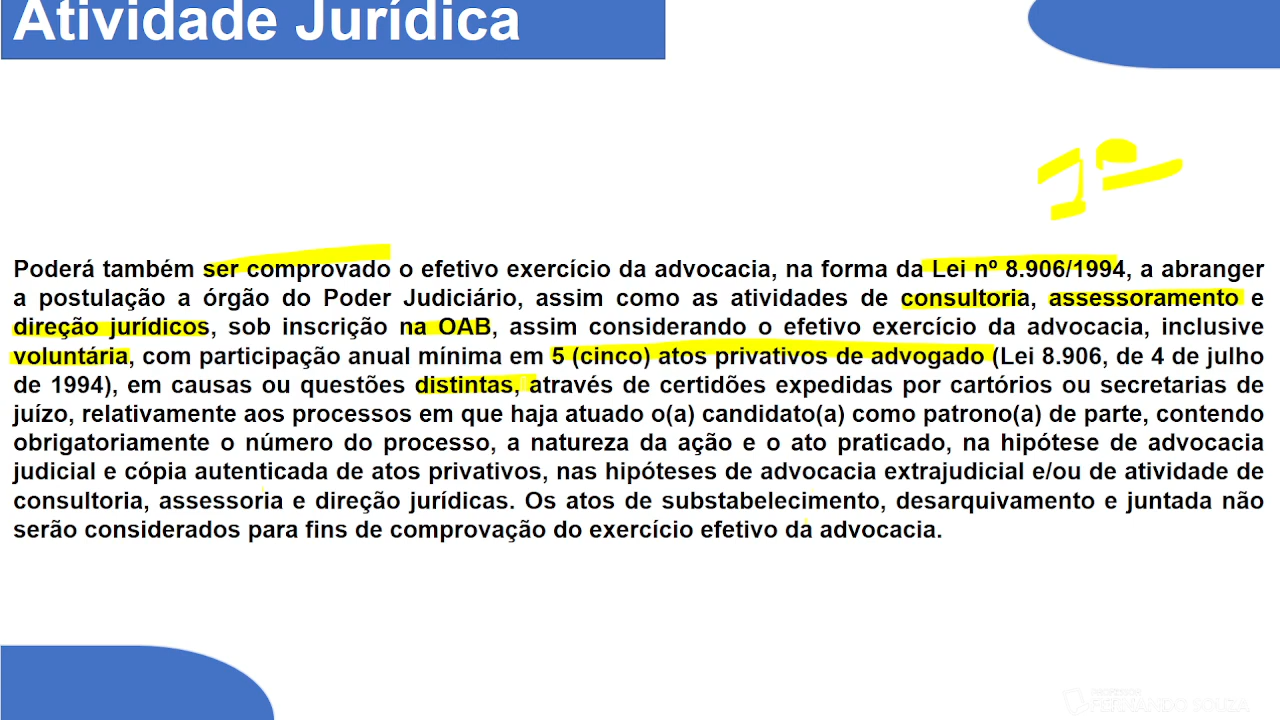 Atividade Jurídica
1º
Poderá também ser comprovado o efetivo exercício da advocacia, na forma da Lei nº 8.906/1994, a abranger
a postulação a órgão do Poder Judiciário, assim como as atividades de consultoria, assessoramento e
direção jurídicos, sob inscrição na OAB, assim considerando o efetivo exercício da advocacia, inclusive
voluntária, com participação anual mínima em 5 (cinco) atos privativos de advogado (Lei 8.906, de 4 de julho
de 1994), em causas ou questões distintas, através de certidões expedidas por cartórios ou secretarias de
juízo, relativamente aos processos em que haja atuado o(a) candidato(a) como patrono(a) de parte, contendo
obrigatoriamente o número do processo, a natureza da ação e o ato praticado, na hipótese de advocacia
judicial e cópia autenticada de atos privativos, nas hipóteses de advocacia extrajudicial e/ou de atividade de
consultoria, assessoria e direção jurídicas. Os atos de substabelecimento, desarquivamento e juntada não
serão considerados para fins de comprovação do exercício efetivo da advocacia.
PROFESSOR
FERNANDO SOUZA